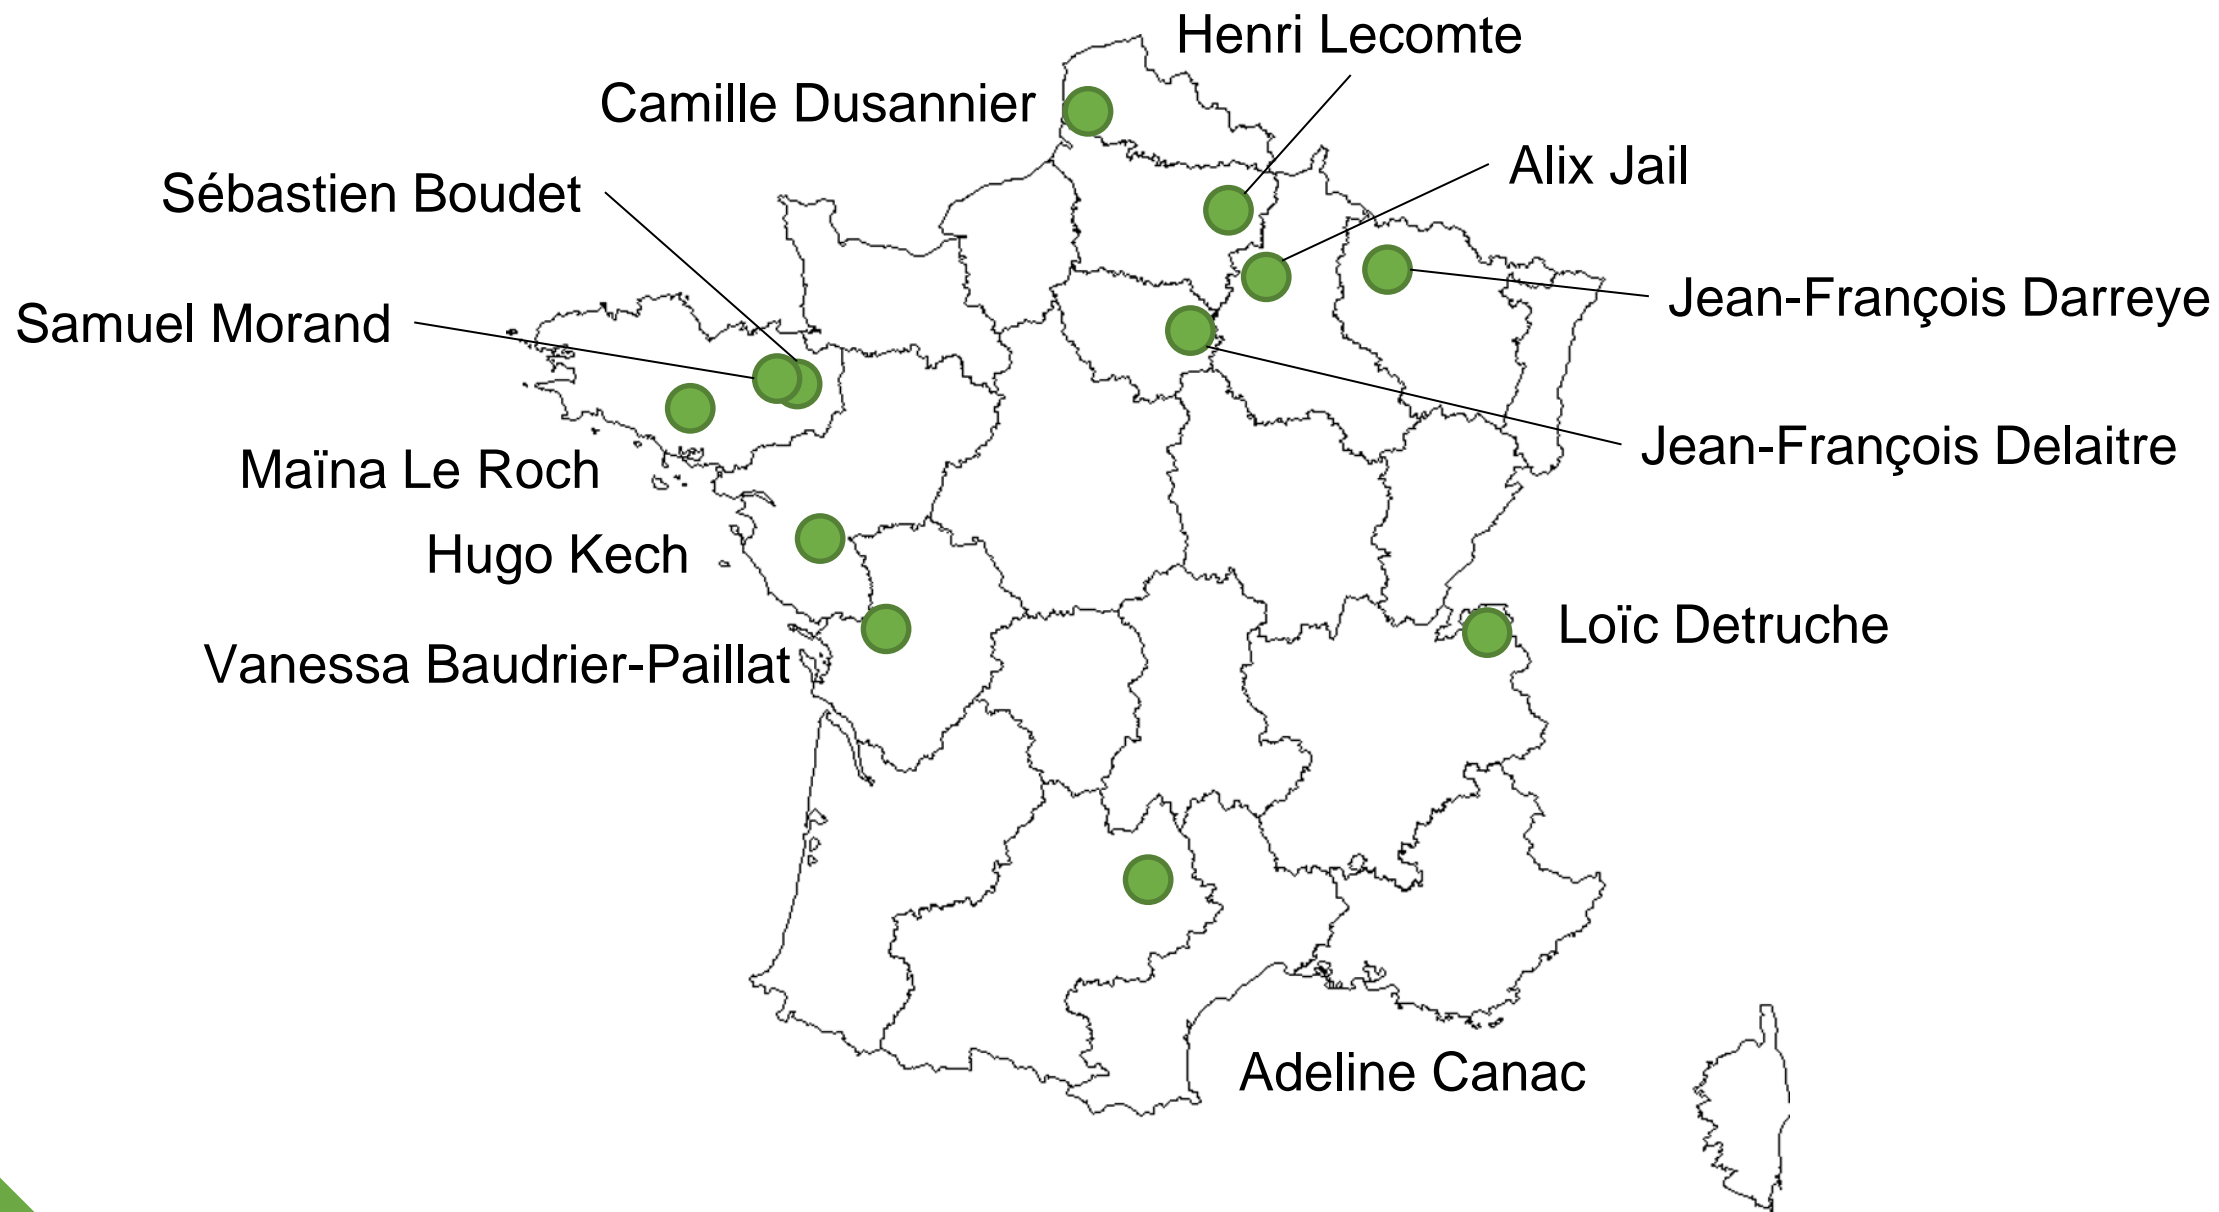 Henri Lecomte
Camille Dusannier
Alix Jail
Sébastien Boudet
Jean-François Darreye
Samuel Morand
Jean-François Delaitre
Maïna Le Roch
Hugo Kech
Loïc Detruche
Vanessa Baudrier-Paillat
Adeline Canac